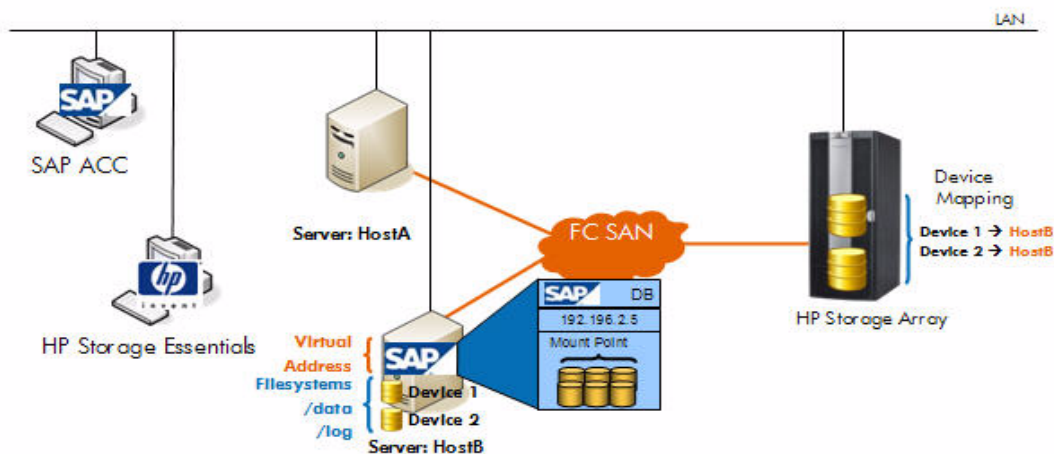 LAN
SAP
SAP ACC
hp
invent
HP Storage Essentials
Server: HostA
FC SAN
Device
Mapping
Device 1 → HostB
Device 2 → HostB
HP Storage Array
SAP DB
192.196.2.5
Mount Point
Virtual
Address
SAP
Filesystems
/data
/log
Device 1
Device 2
Server: HostB